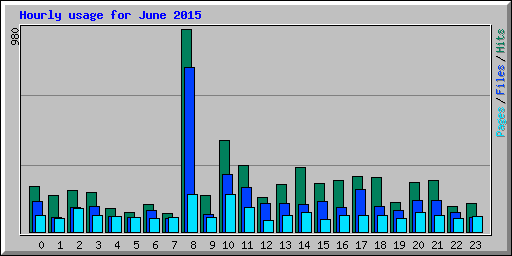 Hourly usage for June 2015
980
Pages/Files/Hits
0 1 2 3 4 5 6 7 8 9 10 11 12 13 14 15 16 17 18 19 20 21 22 23